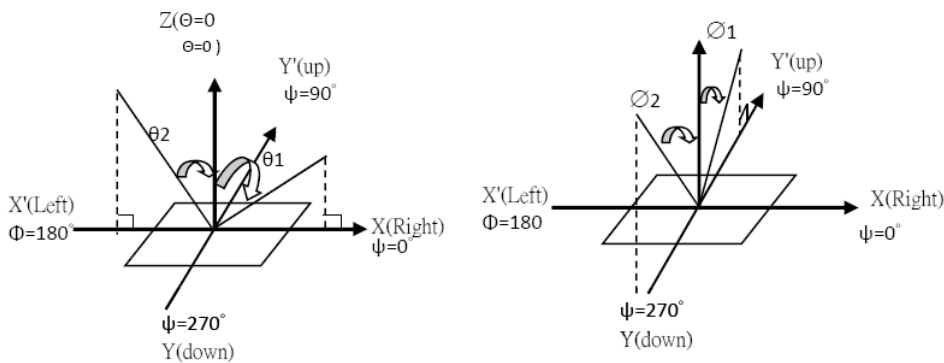 Z(Θ=0
Θ=0 )
Y'(up)
ψ=90°
θ2
θ1
X'(Left)
Φ=180°
X(Right)
ψ=0°
ψ=270°
Y(down)
∅1
Y'(up)
ψ=90°
∅2
X'(Left)
Φ=180
X(Right)
ψ=0°
ψ=270°
Y(down)